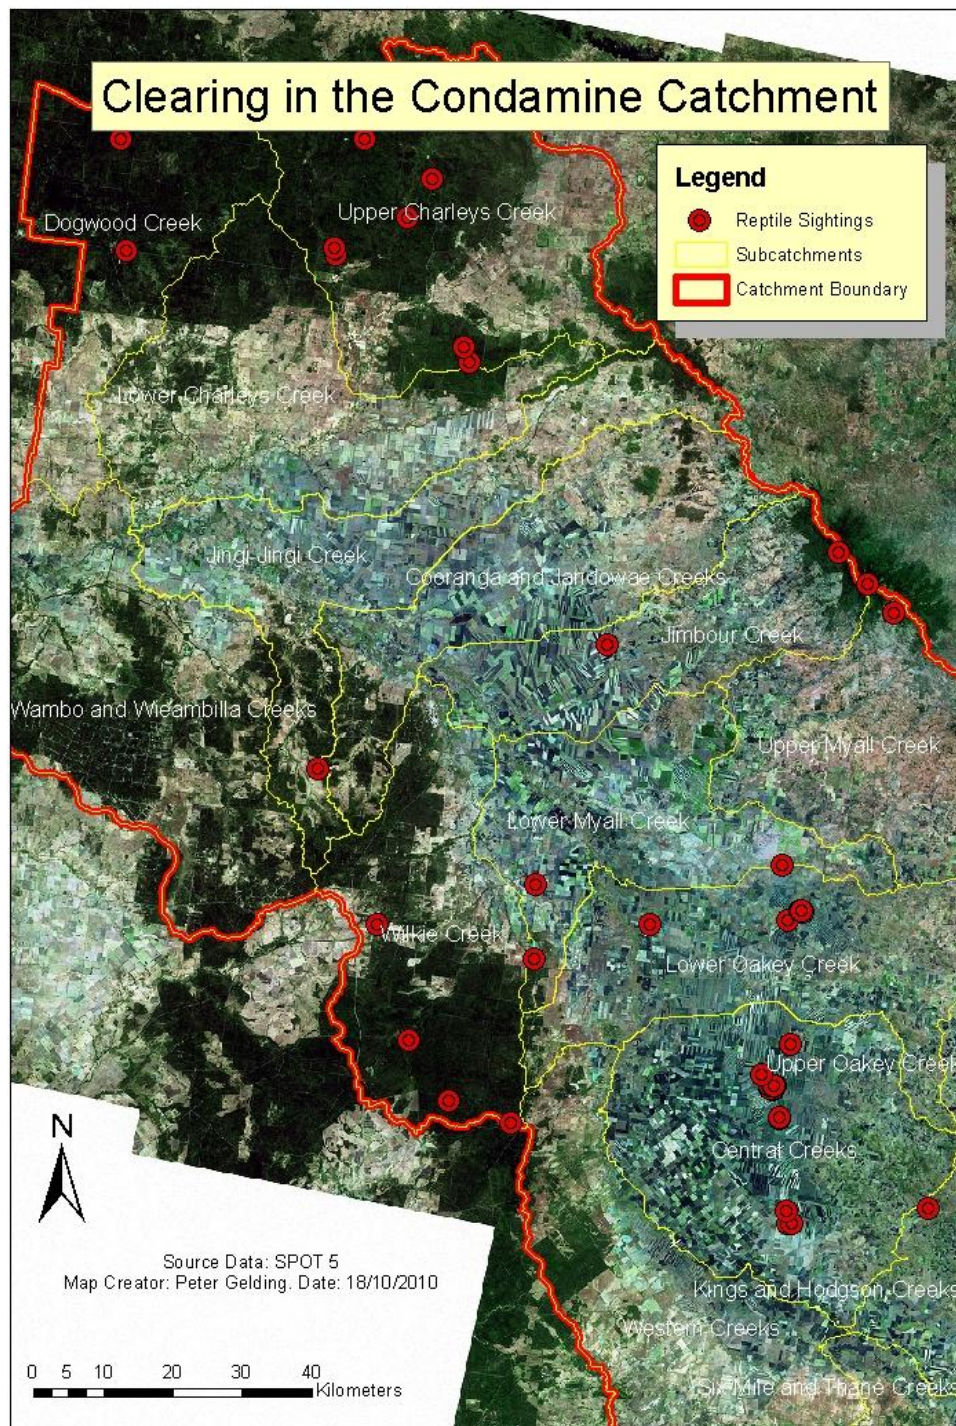 Clearing in the Condamine Catchment
Legend
Reptile Sightings
Subcatchments
Catchment Boundary
Dogwood Creek
Upper Charleys Creek
Lower Charleys Creek
Jingi Jingi Creek
Cooranga and Jandowae Creeks
Jimbour Creek
Wambo and Wieambilla Creeks
Upper Myall Creek
Lower Myall Creek
Wilkie Creek
Lower Oakey Creek
Upper Oakey Creek
Central Creeks
Kings and Hodgson Creeks
Western Creeks
Six Mile and Thane Creeks
N
Source Data: SPOT 5
Map Creator: Peter Gelding. Date: 18/10/2010
0 5 10 20 30 40
Kilometers